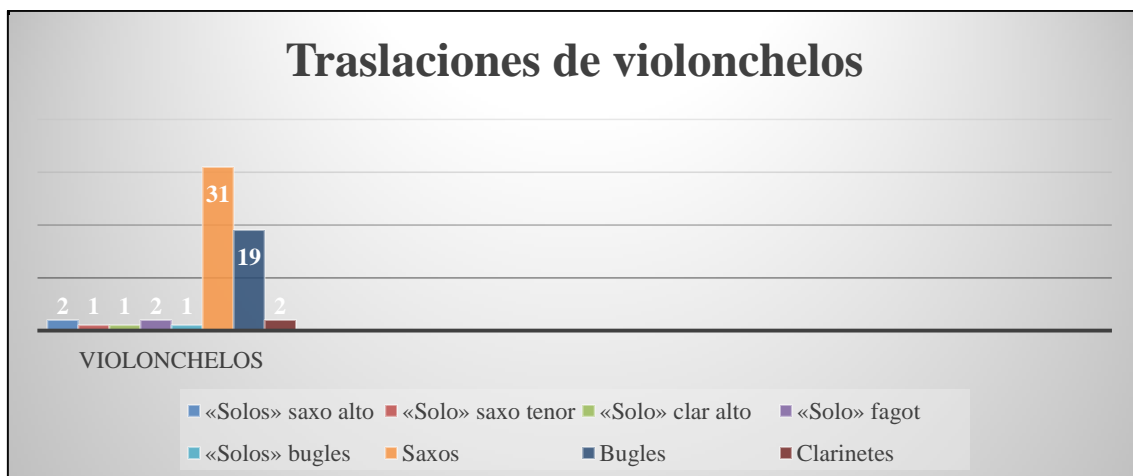 Traslaciones de violonchelos
2 1 1 2 1 31 19 2
VIOLONCHELOS
«Solos» saxo alto «Solo» saxo tenor «Solo» clar alto «Solo» fagot
«Solos» bugles Saxos Bugles Clarinetes